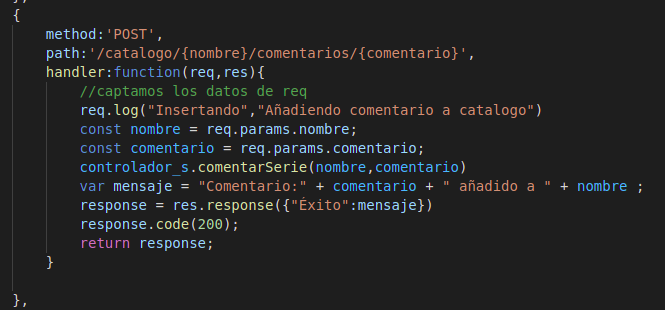 {
method:'POST',
path:'/catalogo/{nombre}/comentarios/{comentario}',
handler:function(req,res){
//captamos los datos de req
req.log("Insertando","Añadiendo comentario a catalogo")
const nombre = req.params.nombre;
const comentario = req.params.comentario;
controlador_s.comentarSerie(nombre,comentario)
var mensaje = "Comentario:" + comentario + " añadido a " + nombre ;
response = res.response({"Éxito":mensaje})
response.code(200);
return response;
}
},